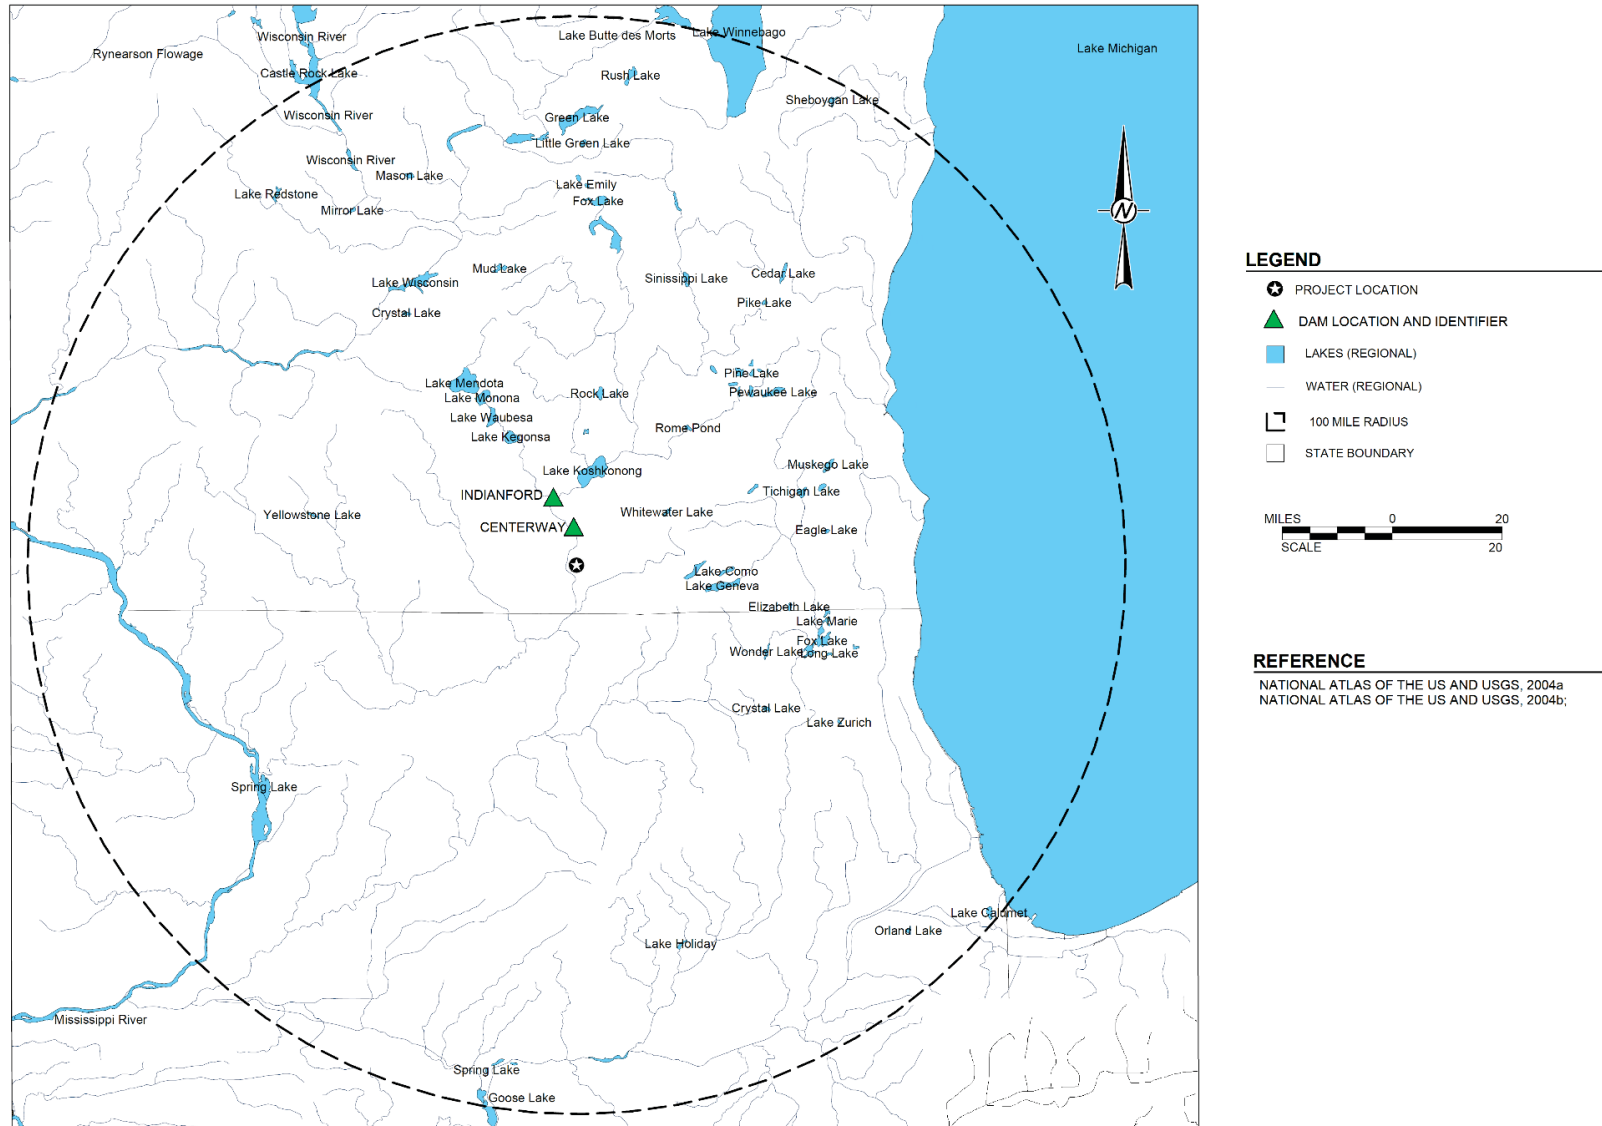 Lake Butte des Morts
Lake Winnebago
Wisconsin River
Rynearson Flowage
Lake Michigan
Castle Rock Lake
Rush Lake
Sheboygan Lake
Wisconsin River
Green Lake
Little Green Lake
Wisconsin River
Mason Lake
Lake Emily
Lake Redstone
Fox Lake
Mirror Lake
N
Mud Lake
Lake Wisconsin
Sinissippi Lake
Cedar Lake
Pike Lake
Crystal Lake
Pine Lake
Lake Mendota
Pewaukee Lake
Lake Monona
Rock Lake
Lake Waubesa
Rome Pond
Lake Kegonsa
Muskego Lake
Lake Koshkonong
Tichigan Lake
INDIANFORD
Whitewater Lake
Yellowstone Lake
CENTERWAY
Eagle Lake
Lake Como
Lake Geneva
Elizabeth Lake
Lake Marie
Fox Lake
Wonder Lake
Long Lake
Crystal Lake
Lake Zurich
Spring Lake
Lake Calumet
Orland Lake
Lake Holiday
Mississippi River
Spring Lake
Goose Lake
LEGEND
PROJECT LOCATION
DAM LOCATION AND IDENTIFIER
LAKES (REGIONAL)
WATER (REGIONAL)
100 MILE RADIUS
STATE BOUNDARY
MILES 0 20
SCALE 20
REFERENCE
NATIONAL ATLAS OF THE US AND USGS, 2004a
NATIONAL ATLAS OF THE US AND USGS, 2004b;